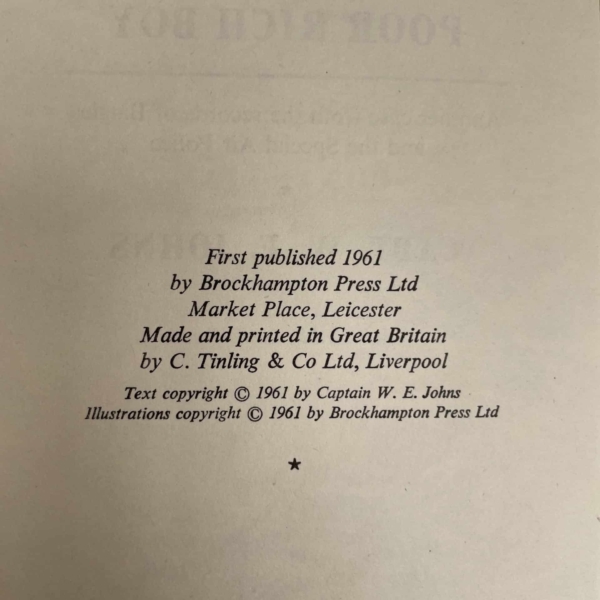 First published 1961
by Brockhampton Press Ltd
Market Place, Leicester
Made and printed in Great Britain
by C. Tinling & Co Ltd, Liverpool
Text copyright © 1961 by Captain W. E. Johns
Illustrations copyright © 1961 by Brockhampton Press Ltd